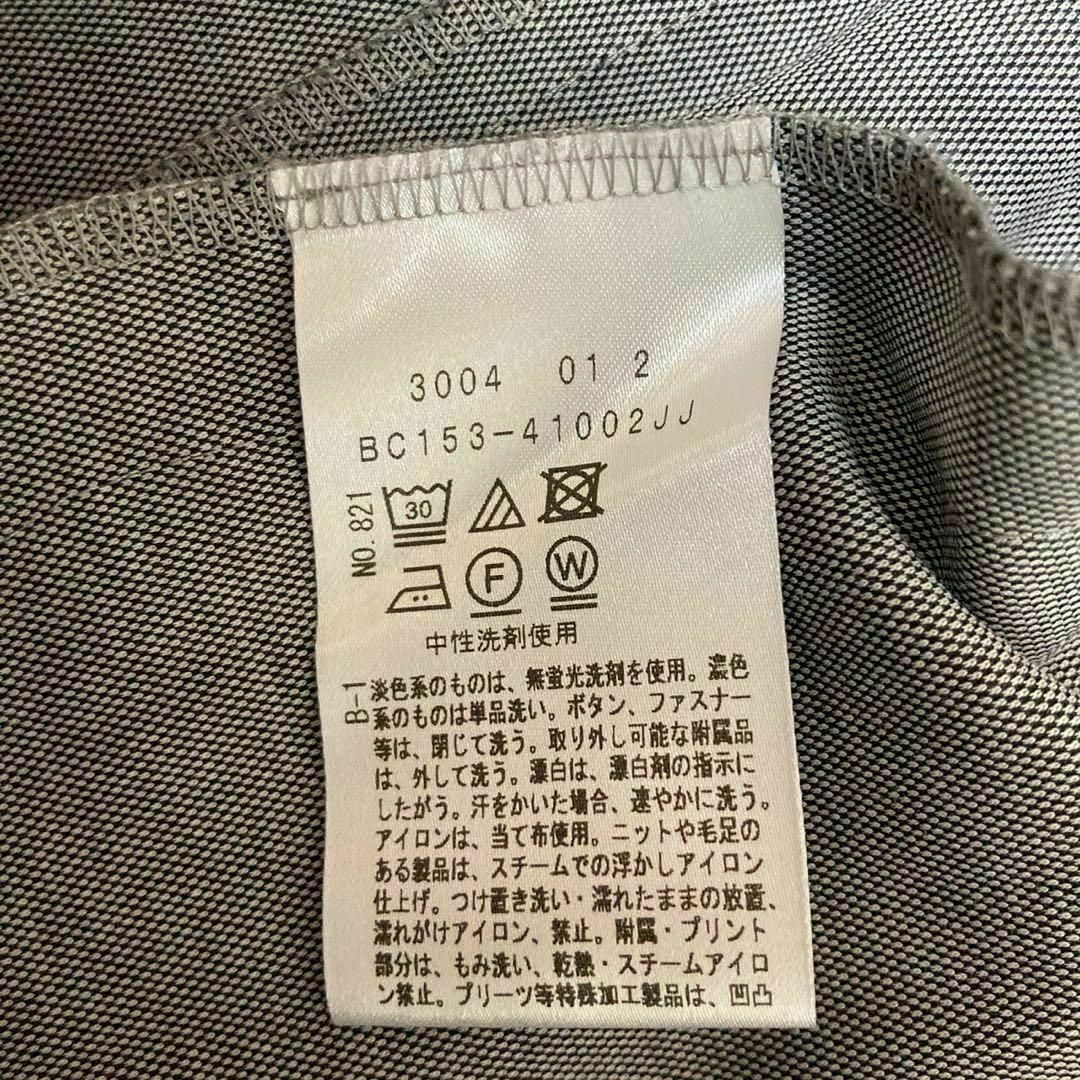 3004 01 2
BC153-41002JJ
NO. 821
30
F
W
中性洗剤使用
B-1
淡色系のものは、無蛍光洗剤を使用。濃色
系のものは単品洗い。ボタン、ファスナー
等は、閉じて洗う。取り外し可能な附属品
は、外して洗う。漂白は、漂白剤の指示に
したがう。汗をかいた場合、速やかに洗う。
アイロンは、当て布使用。ニットや毛足の
ある製品は、スチームでの浮かしアイロン
仕上げ。つけ置き洗い・濡れたままの放置、
濡れがけアイロン、禁止。附属・プリント
部分は、もみ洗い、乾熱・スチームアイロ
ン禁止。プリーツ等特殊加工製品は、凹凸